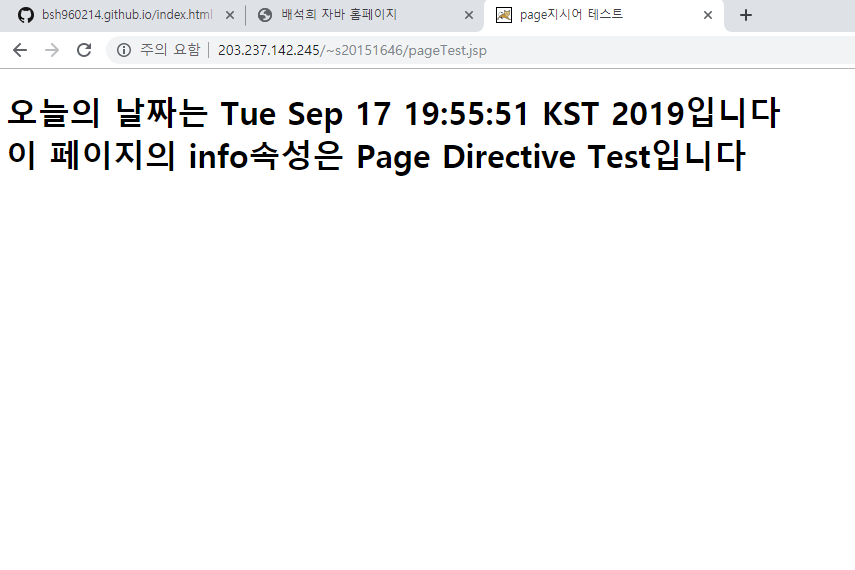 bsh960214.github.io/index.html
배석희 자바 홈페이지
page지시어 테스트
주의 요함
203.237.142.245/~s20151646/pageTest.jsp
오늘의 날짜는 Tue Sep 17 19:55:51 KST 2019입니다
이 페이지의 info속성은 Page Directive Test입니다